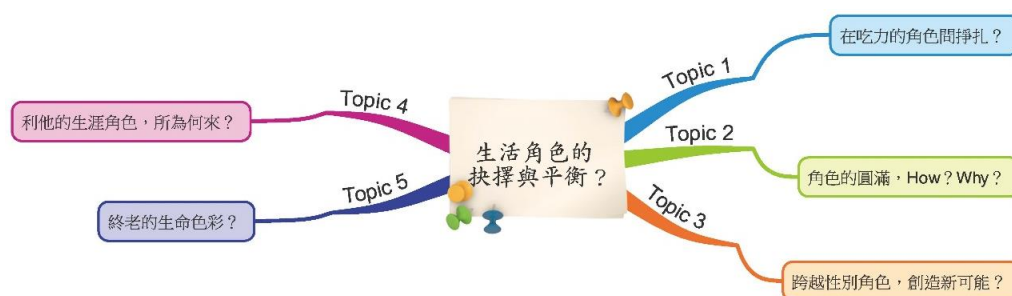 生活角色的
抉擇與平衡？
Topic 1
在吃力的角色間掙扎？
Topic 2
角色的圓滿，How？Why？
Topic 3
跨越性別角色，創造新可能？
Topic 4
利他的生涯角色，所為何來？
Topic 5
終老的生命色彩？